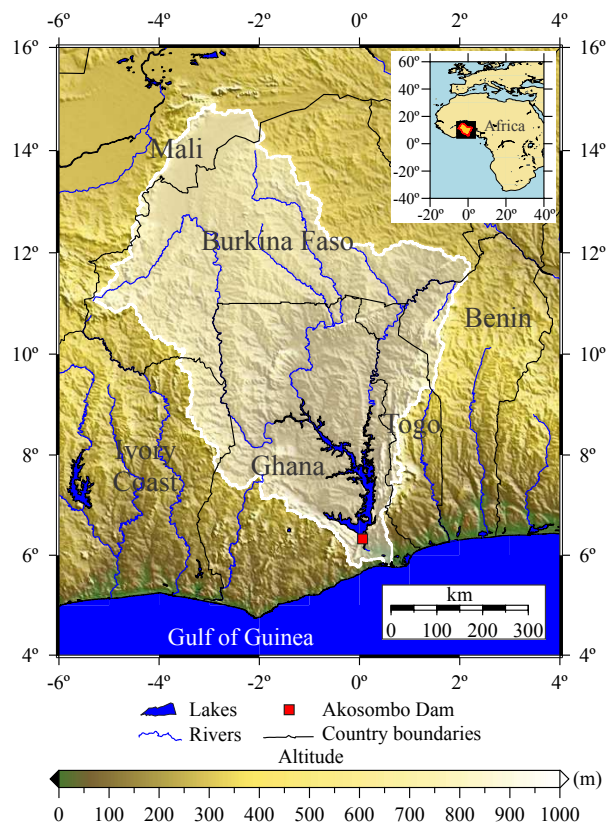 -6º -4º -2º 0º 2º 4º
16º 16º
60º
40º
20º
0º
-20º
-40º
-20º 0º 20º 40º
Africa
14º 14º
Mali
12º 12º
Burkina Faso
Benin
10º 10º
Togo
8º 8º
Ivory
Coast
Ghana
6º 6º
km
0 100 200 300
Gulf of Guinea
4º 4º
-6º -4º -2º 0º 2º 4º
Lakes Akosombo Dam
Rivers Country boundaries
Altitude
(m)
0 100 200 300 400 500 600 700 800 900 1000